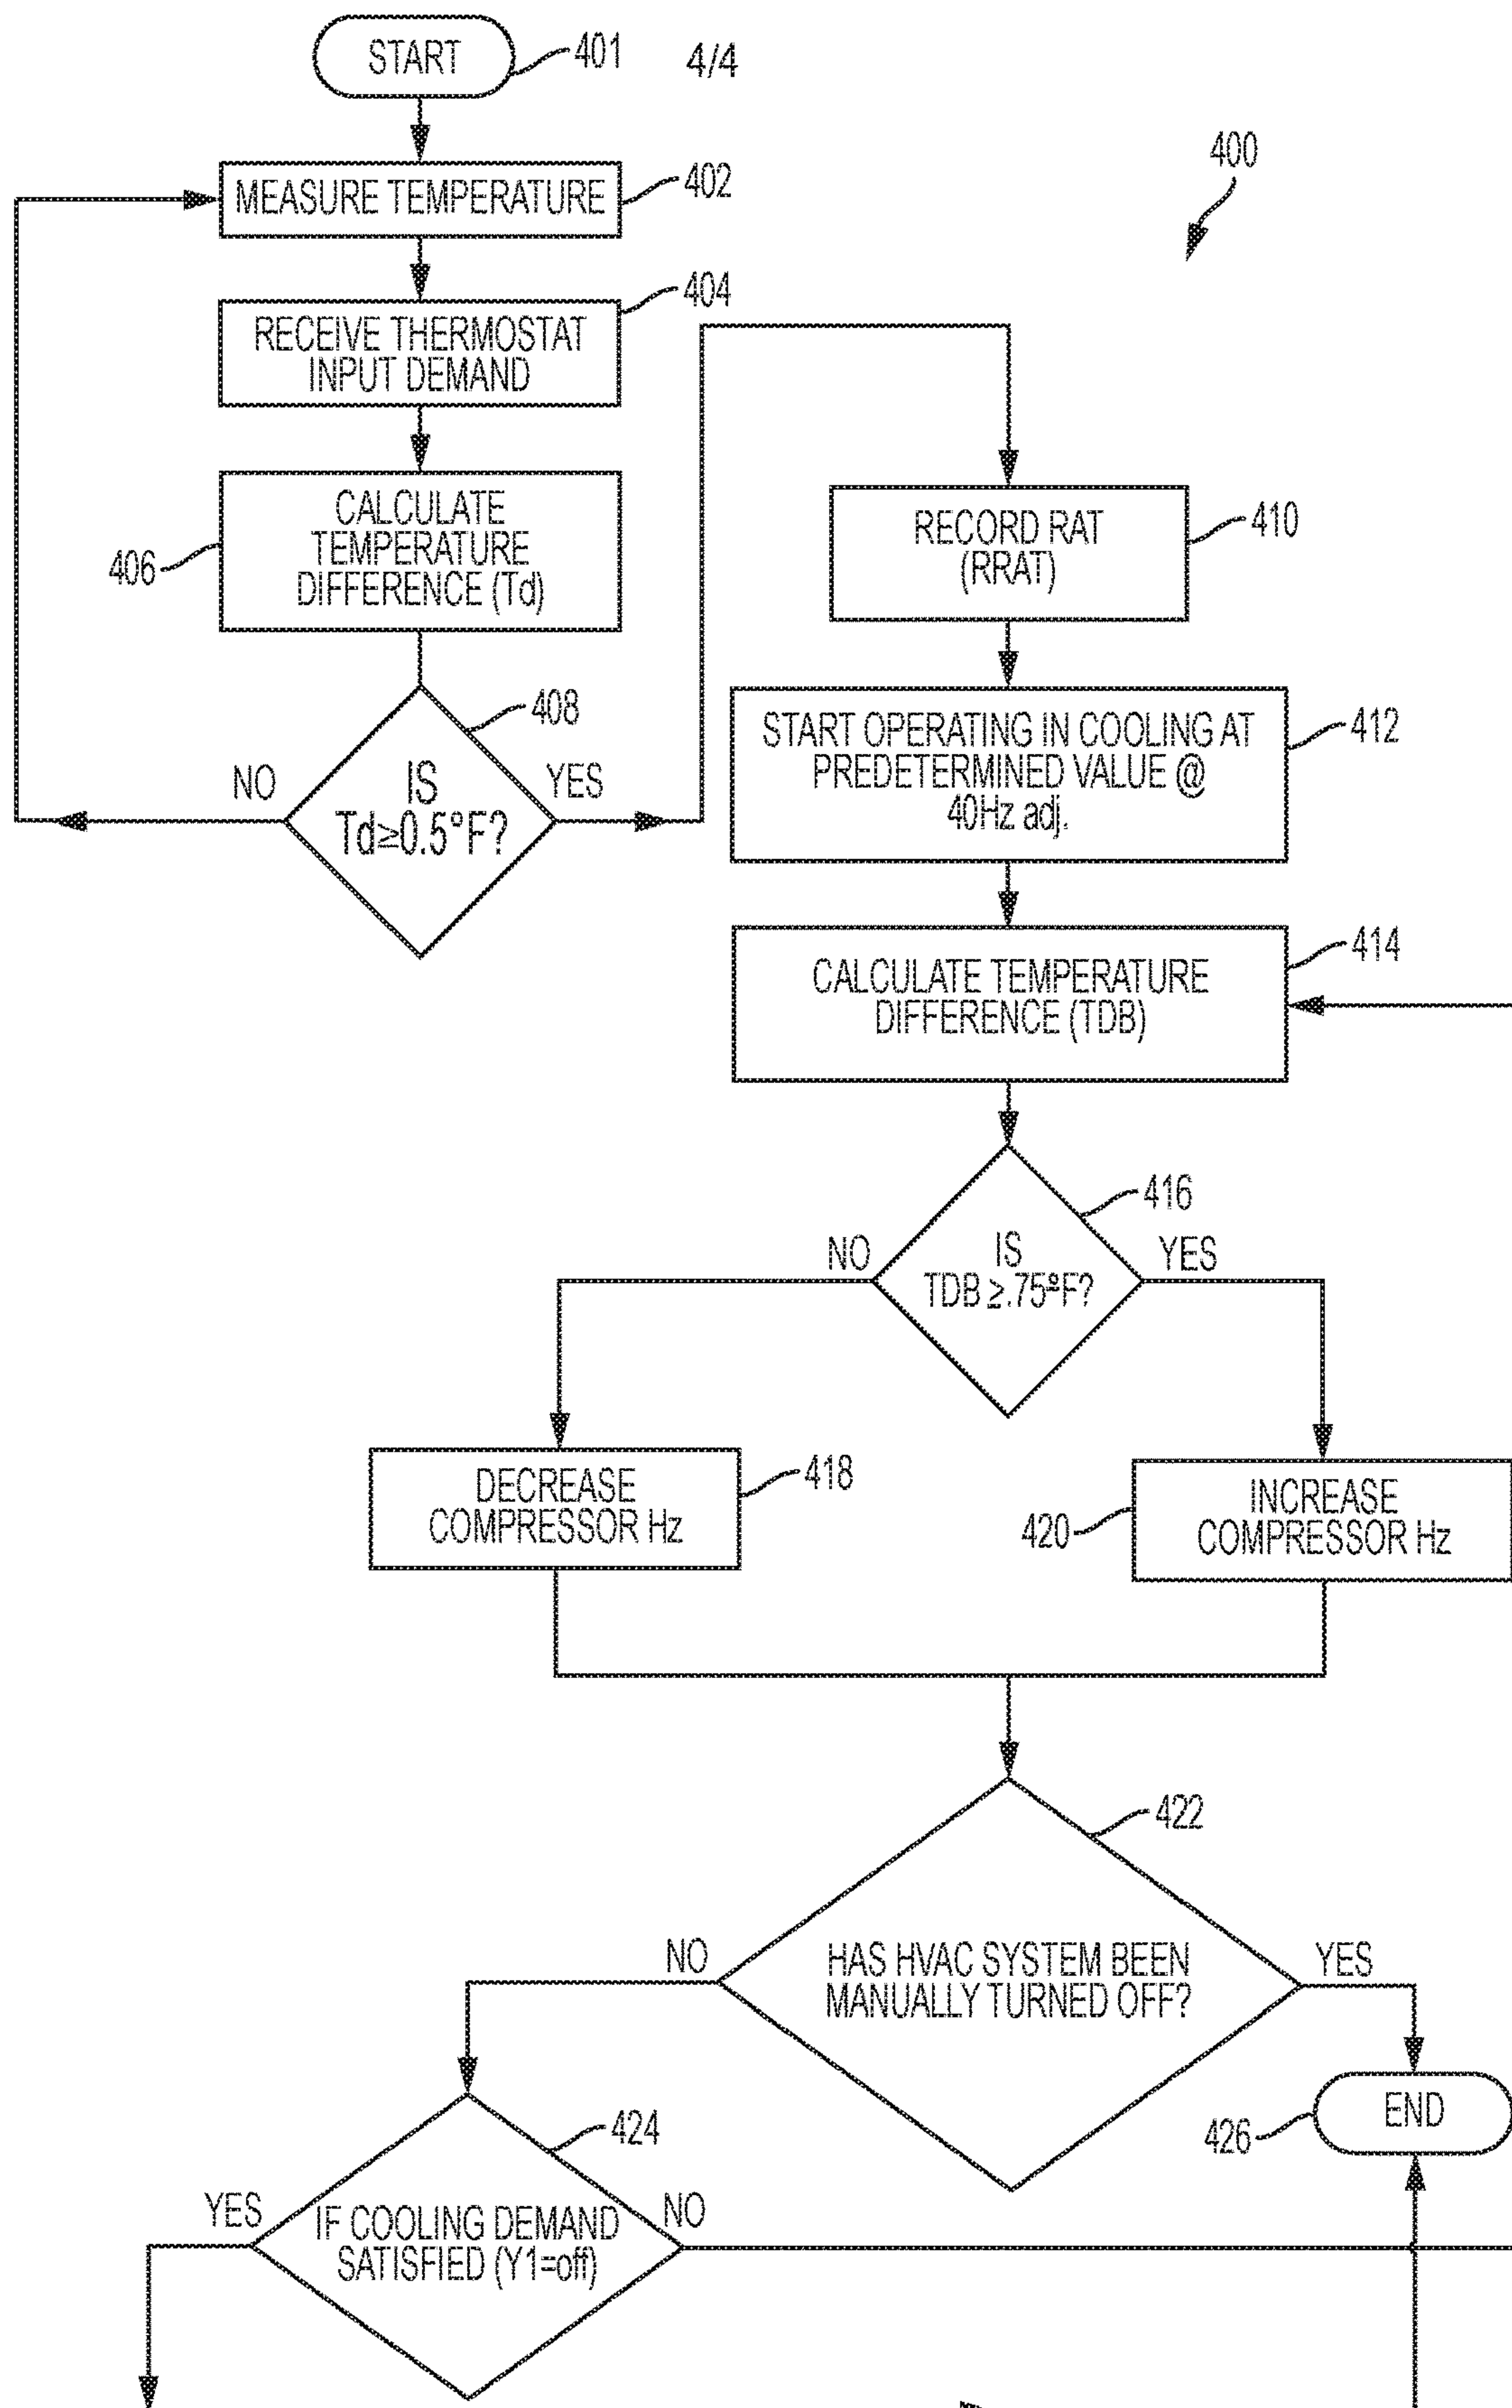 START
401
4/4
400
MEASURE TEMPERATURE
402
RECEIVE THERMOSTAT
INPUT DEMAND
404
CALCULATE
TEMPERATURE
DIFFERENCE (Td)
406
408
NO
IS
Td≥0.5°F?
YES
RECORD RAT
(RRAT)
410
START OPERATING IN COOLING AT
PREDETERMINED VALUE @
40Hz adj.
412
CALCULATE TEMPERATURE
DIFFERENCE (TDB)
414
416
NO
IS
TDB ≥.75ºF?
YES
DECREASE
COMPRESSOR Hz
418
420
INCREASE
COMPRESSOR Hz
422
NO
HAS HVAC SYSTEM BEEN
MANUALLY TURNED OFF?
YES
END
426
424
YES
IF COOLING DEMAND
SATISFIED (Y1=off)
NO